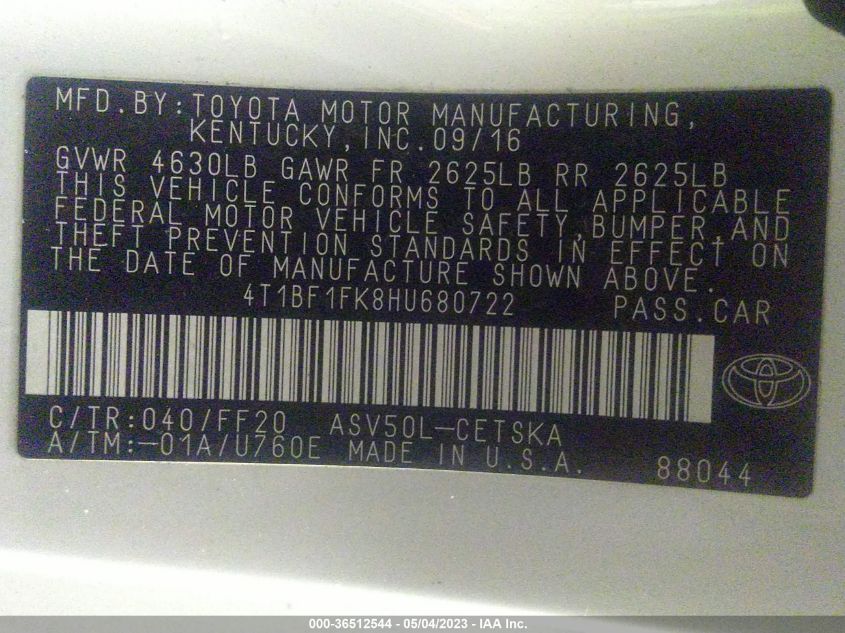 MFD.BY:TOYOTA MOTOR MANUFACTURING,
KENTUCKY,INC.09/16
GVWR 4630LB GAWR FR 2625LB RR 2625LB
THIS VEHICLE CONFORMS TO ALL APPLICABLE
FEDERAL MOTOR VEHICLE SAFETY,BUMPER,AND
THEFT PREVENTION STANDARDS IN EFFECT ON
THE DATE OF MANUFACTURE SHOWN ABOVE.
4T1BF1FK8HU680722 PASS.CAR
C/TR:040/FF20 ASV50L-CETSKA
A/TM:-01A/U760E MADE IN U.S.A. 88044
000-36512544 - 05/04/2023 - IAA Inc.